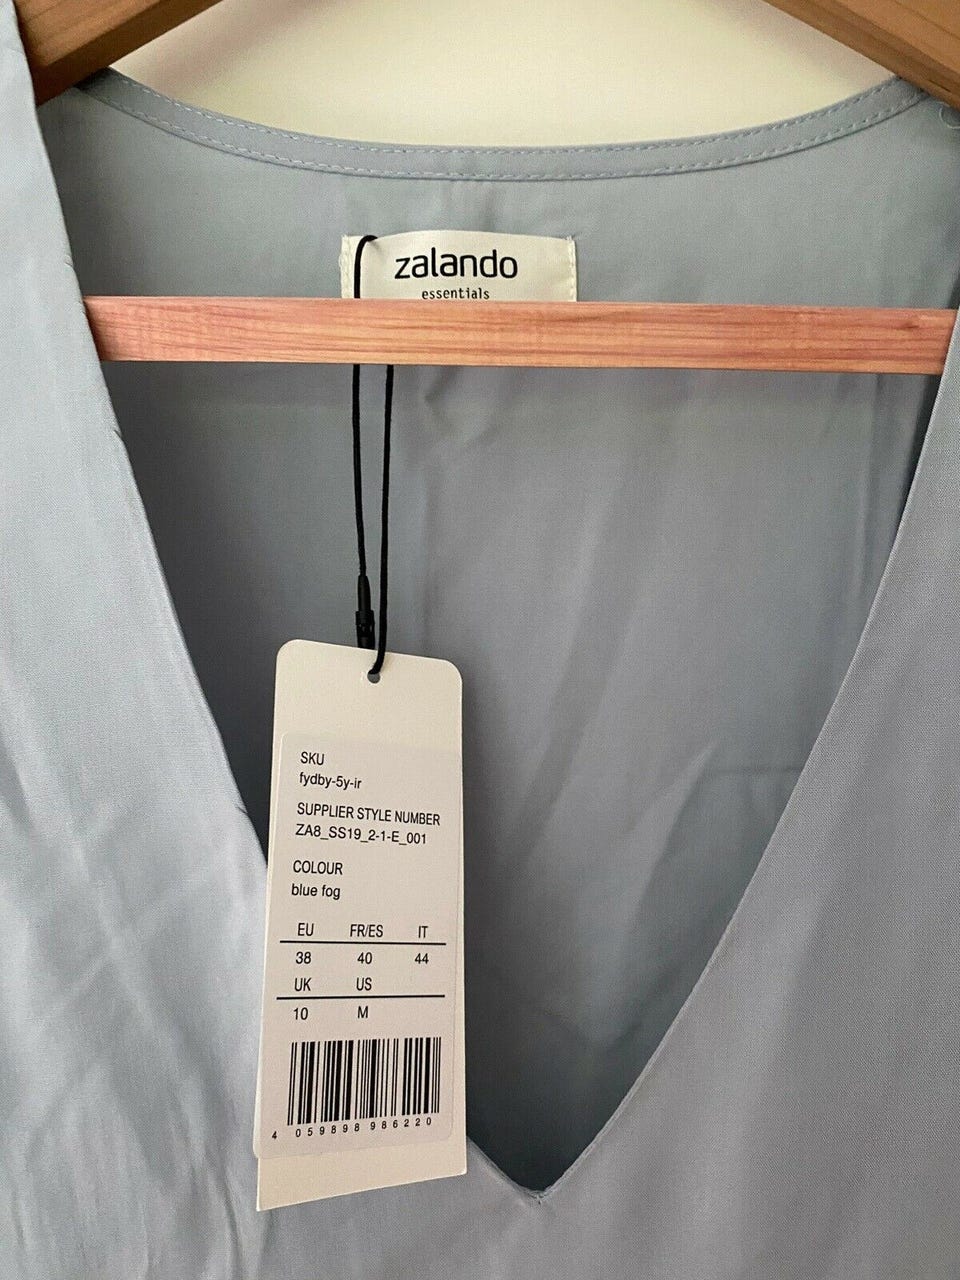 zalando
essentials
SKU
fydby-5y-ir
SUPPLIER STYLE NUMBER
ZA8_SS19_2-1-E_001
COLOUR
blue fog
EU FR/ES IT
38 40 44
UK US
10 M
4 059898 986220